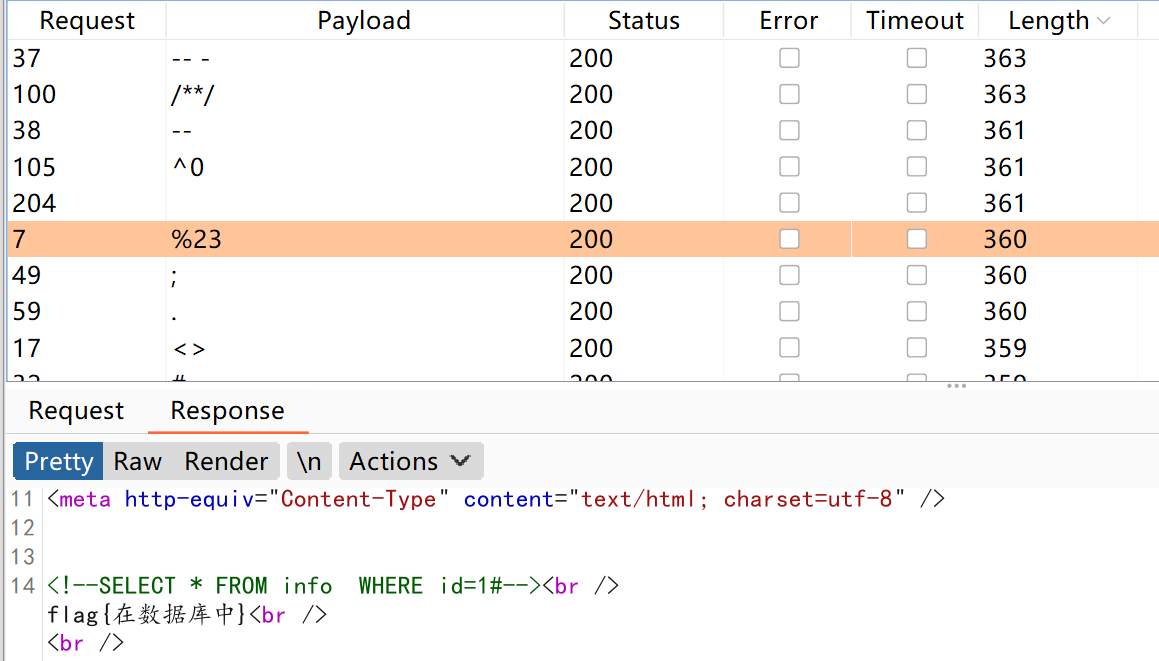 Request Payload Status Error Timeout Length
37 -- - 200 363
100 /**/ 200 363
38 -- 200 361
105 ^0 200 361
204 200 361
7 %23 200 360
49 ; 200 360
59 . 200 360
17 <> 200 359
Request Response
Pretty Raw Render \n Actions
11 <meta http-equiv="Content-Type" content="text/html; charset=utf-8" />
12
13
14 <!--SELECT * FROM info  WHERE id=1#--><br />
flag{在数据库中}<br />
<br />